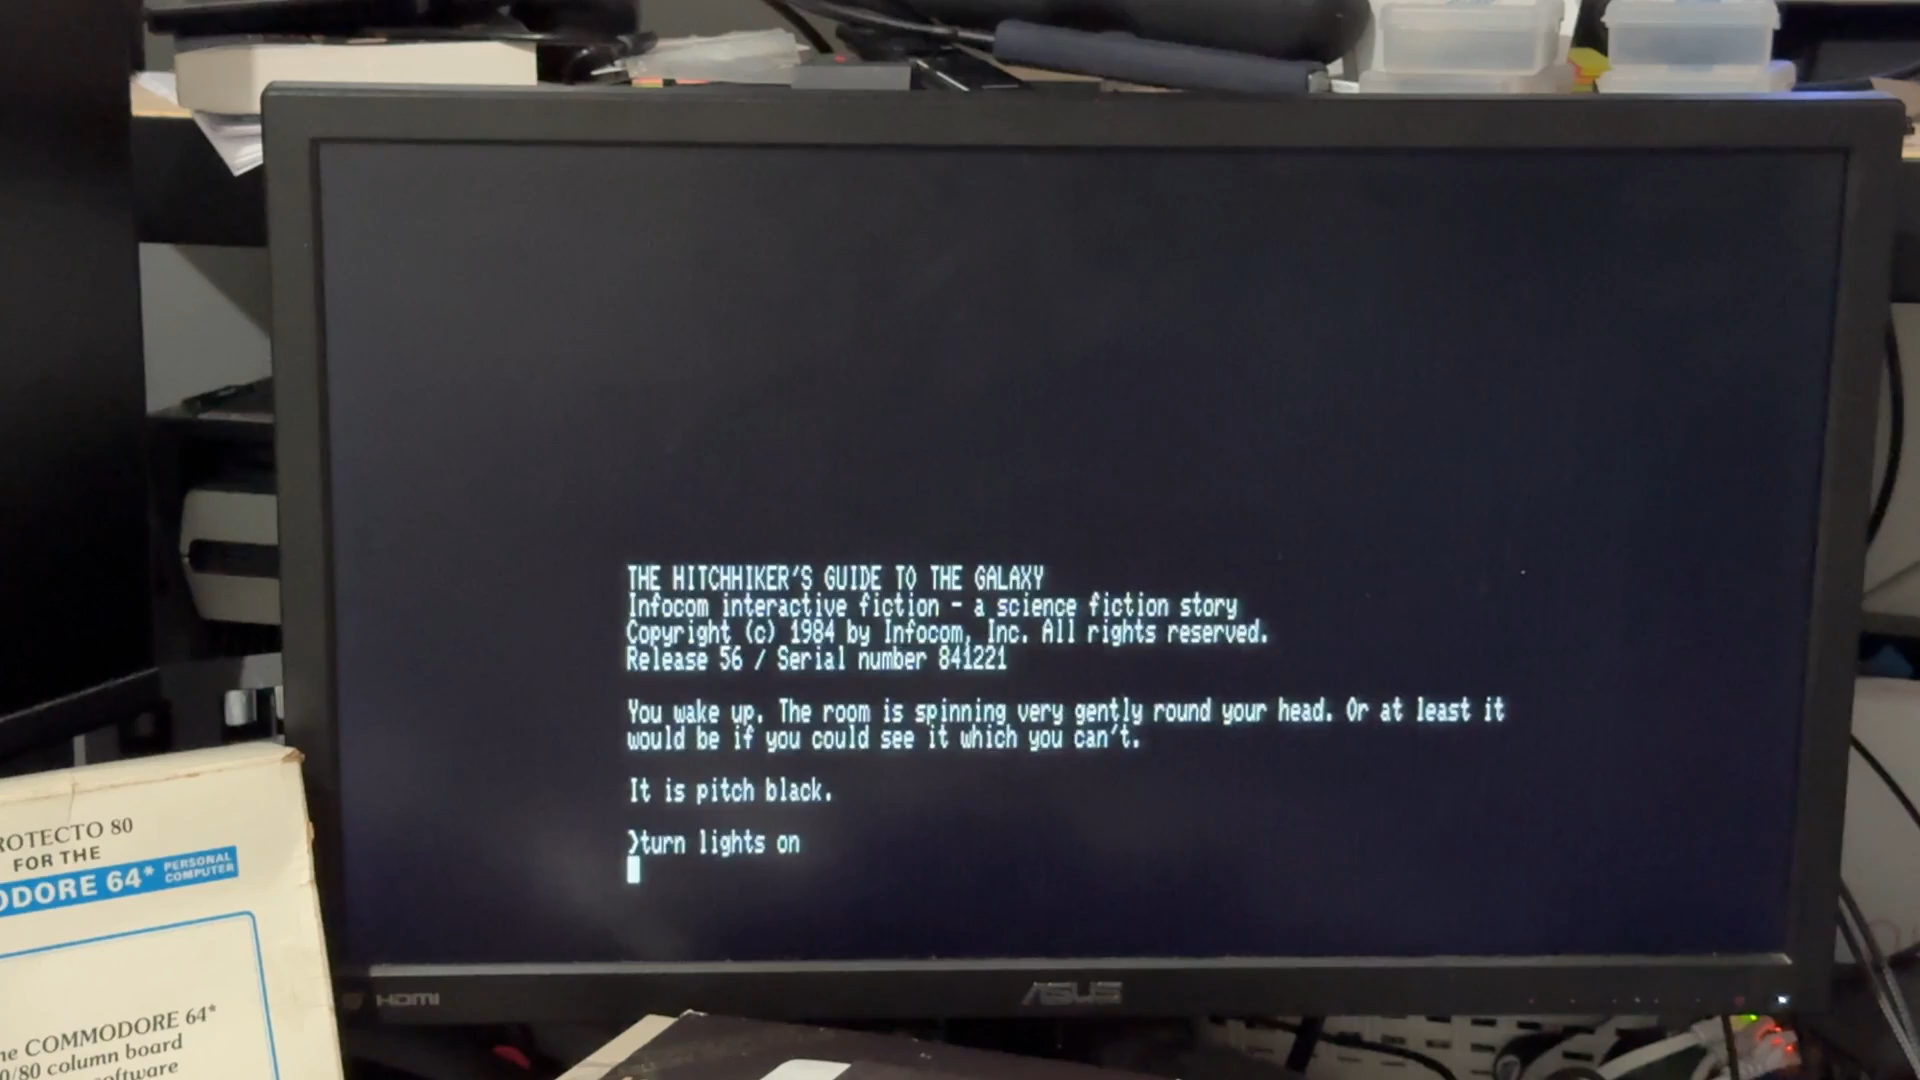 THE HITCHHIKER'S GUIDE TO THE GALAXY
Infocom interactive fiction - a science fiction story
Copyright (c) 1984 by Infocom, Inc. All rights reserved.
Release 56 / Serial number 841221
You wake up. The room is spinning very gently round your head. Or at least it
would be if you could see it which you can't.
It is pitch black.
>turn lights on
HDMI
ASUS
ROTECTO 80
FOR THE
ODORE 64* PERSONAL
COMPUTER
he COMMODORE 64*
0/80 column board
oftware